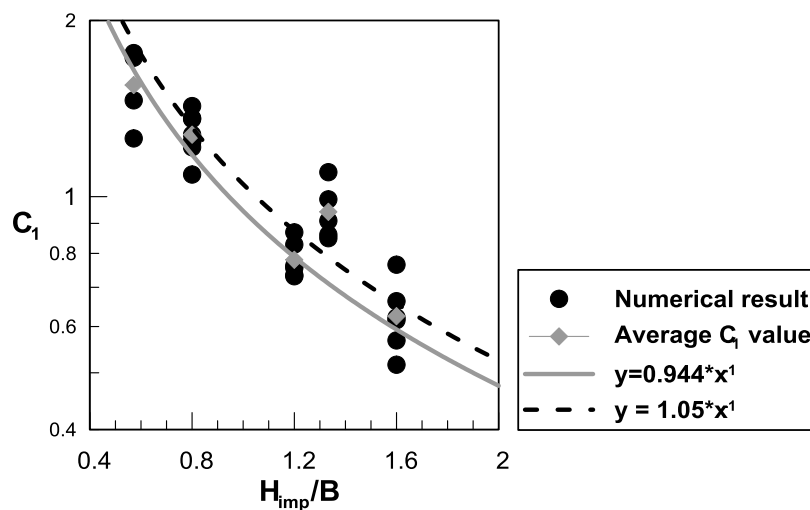 2
1
C₁
0.8
0.6
0.4
0.4 0.8 1.2 1.6 2
H_imp/B
Numerical result
Average C₁ value
y=0.944*x¹
y = 1.05*x¹